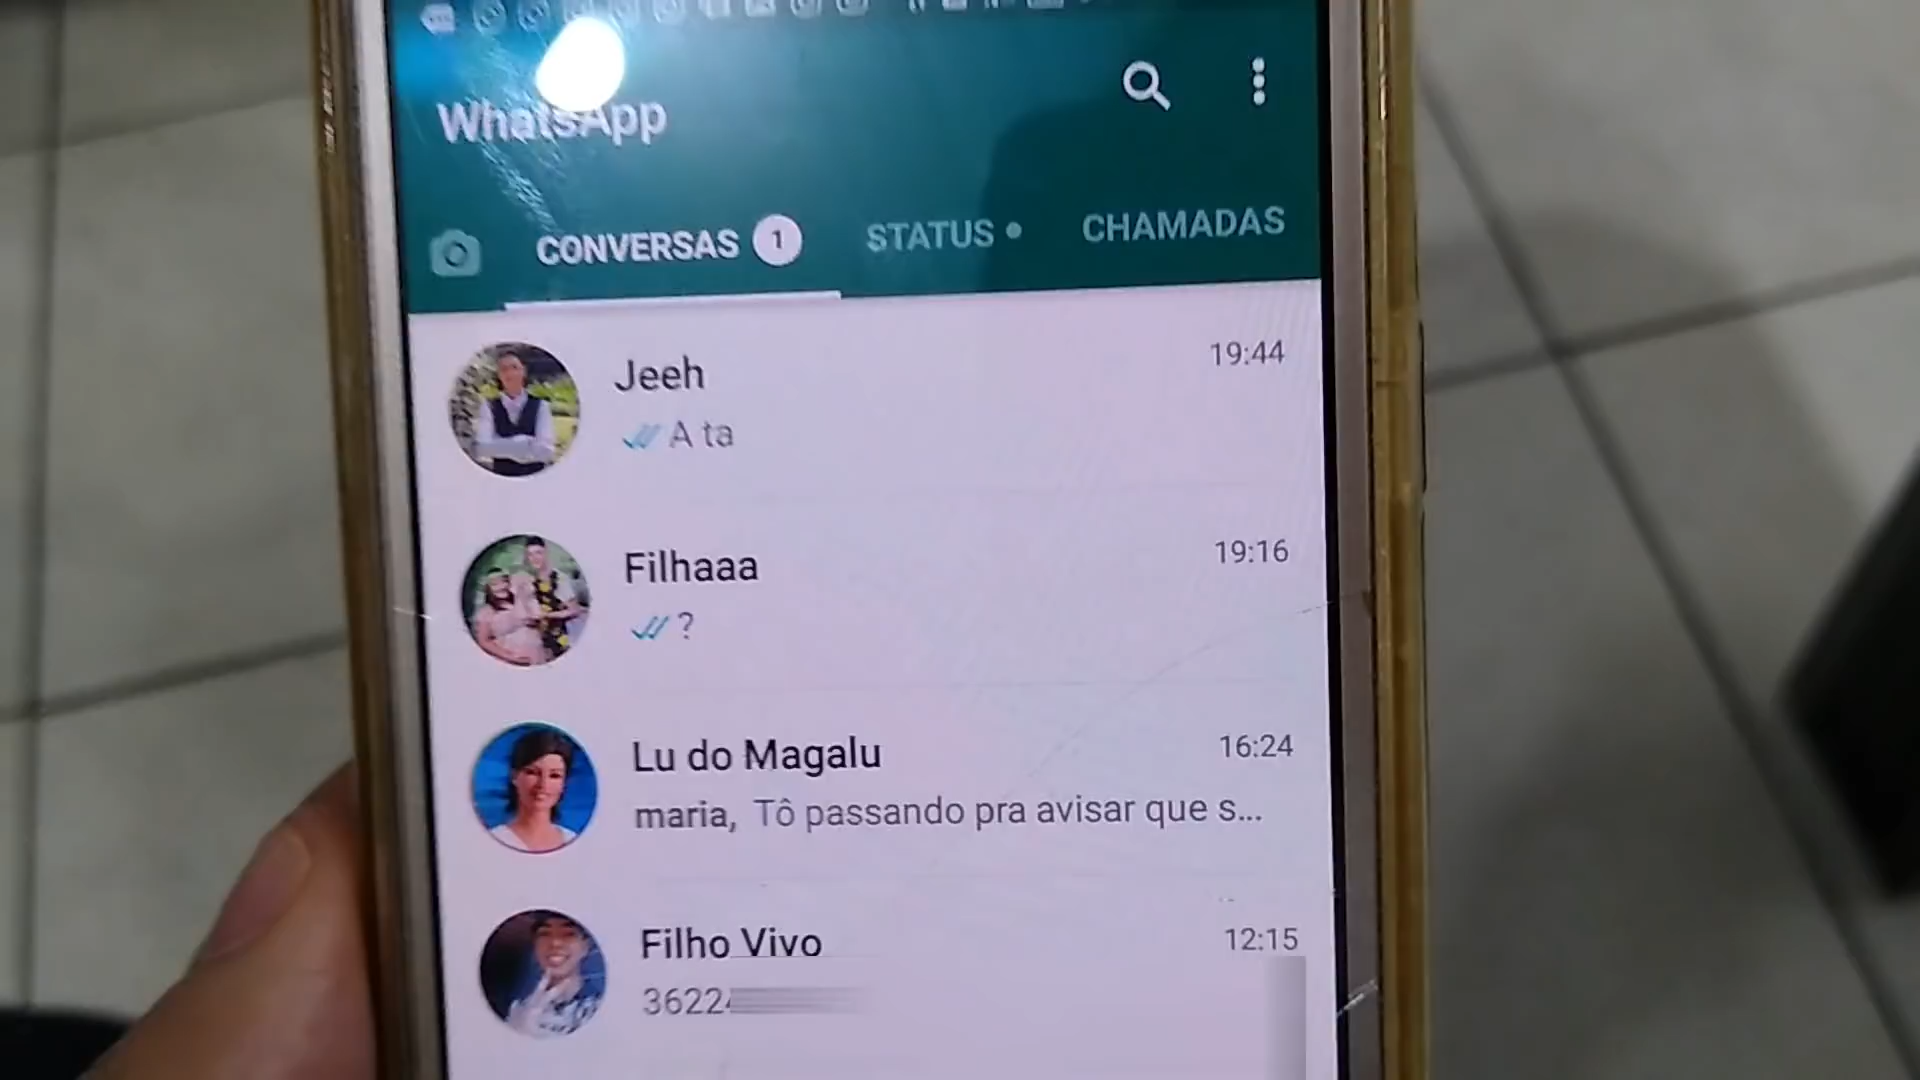 WhatsApp
CONVERSAS 1 STATUS CHAMADAS
Jeeh 19:44
A ta
Filhaaa 19:16
?
Lu do Magalu 16:24
maria, Tô passando pra avisar que s...
Filho Vivo 12:15
3622